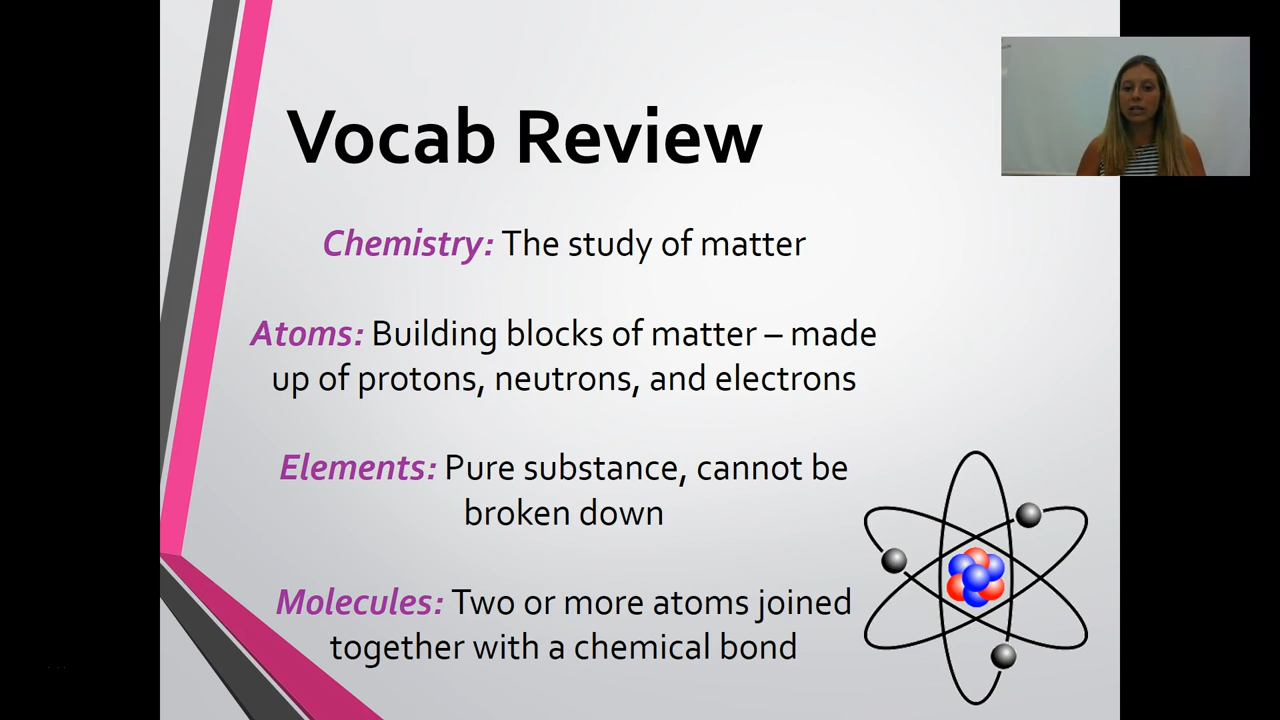 Vocab Review
Chemistry: The study of matter
Atoms: Building blocks of matter – made
up of protons, neutrons, and electrons
Elements: Pure substance, cannot be
broken down
Molecules: Two or more atoms joined
together with a chemical bond